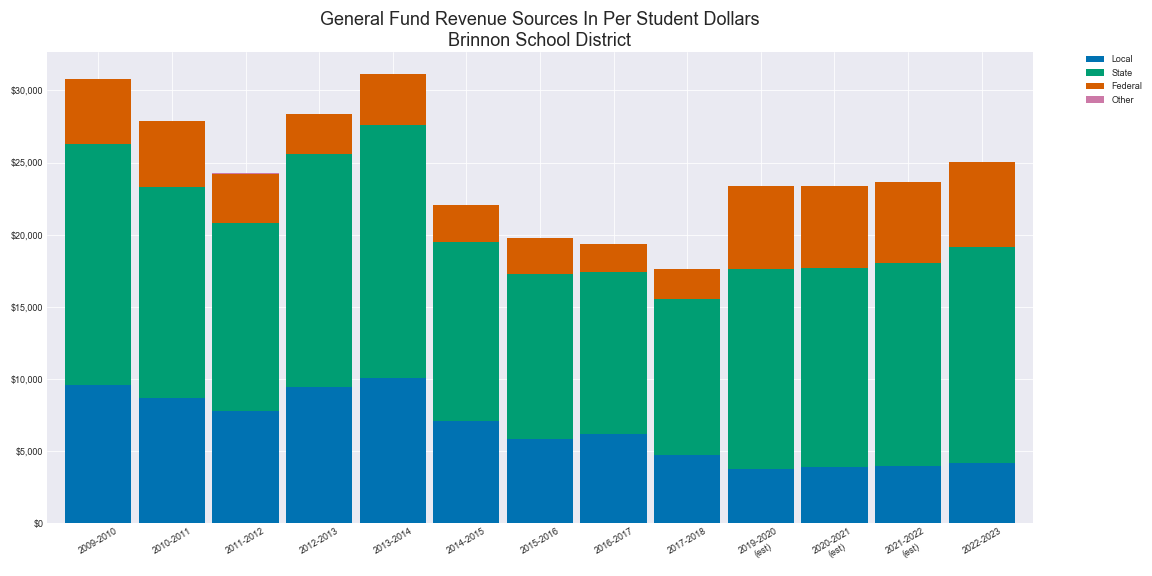 General Fund Revenue Sources In Per Student Dollars
Brinnon School District
Local
State
Federal
Other
$30,000
$25,000
$20,000
$15,000
$10,000
$5,000
$0
2009-2010
2010-2011
2011-2012
2012-2013
2013-2014
2014-2015
2015-2016
2016-2017
2017-2018
2019-2020
(est)
2020-2021
(est)
2021-2022
(est)
2022-2023